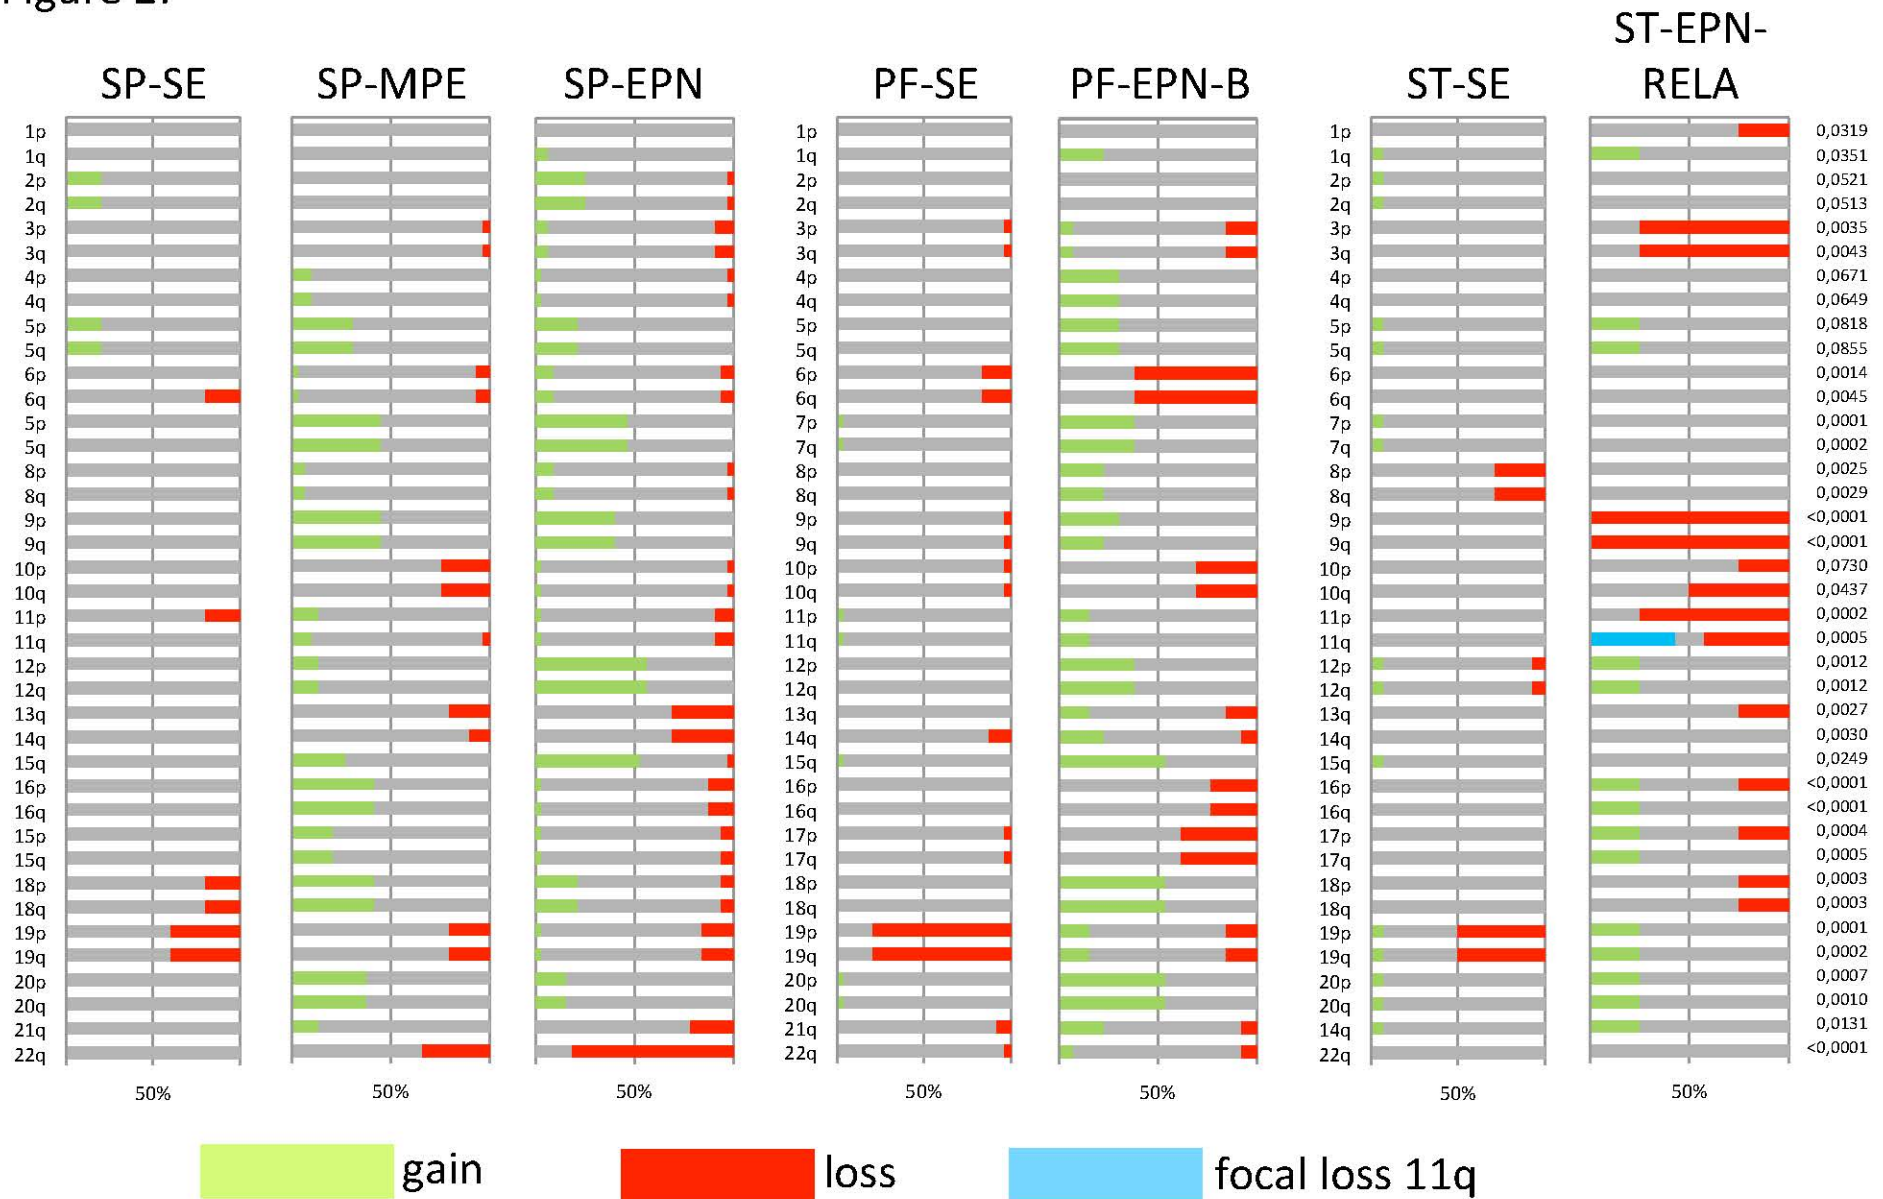 Figure
ST-EPN-
SP-SE SP-MPE SP-EPN PF-SE PF-EPN-B ST-SE RELA
1p 1p 1p 0,0319
1q 1q 1q 0,0351
2p 2p 2p 0,0521
2q 2q 2q 0,0513
3p 3p 3p 0,0035
3q 3q 3q 0,0043
4p 4p 4p 0,0671
4q 4q 4q 0,0649
5p 5p 5p 0,0818
5q 5q 5q 0,0855
6p 6p 6p 0,0014
6q 6q 6q 0,0045
5p 7p 7p 0,0001
5q 7q 7q 0,0002
8p 8p 8p 0,0025
8q 8q 8q 0,0029
9p 9p 9p <0,0001
9q 9q 9q <0,0001
10p 10p 10p 0,0730
10q 10q 10q 0,0437
11p 11p 11p 0,0002
11q 11q 11q 0,0005
12p 12p 12p 0,0012
12q 12q 12q 0,0012
13q 13q 13q 0,0027
14q 14q 14q 0,0030
15q 15q 15q 0,0249
16p 16p 16p <0,0001
16q 16q 16q <0,0001
15p 17p 17p 0,0004
15q 17q 17q 0,0005
18p 18p 18p 0,0003
18q 18q 18q 0,0003
19p 19p 19p 0,0001
19q 19q 19q 0,0002
20p 20p 20p 0,0007
20q 20q 20q 0,0010
21q 21q 14q 0,0131
22q 22q 22q <0,0001
50% 50% 50% 50% 50% 50% 50%
gain loss focal loss 11q